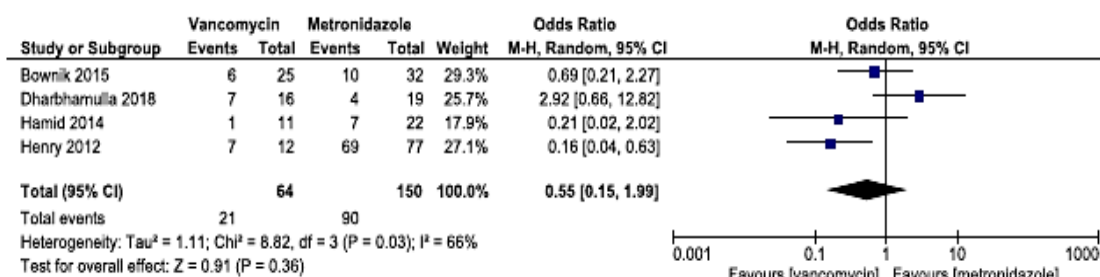 Vancomycin Metronidazole Odds Ratio Odds Ratio
Study or Subgroup Events Total Events Total Weight M-H, Random, 95% CI M-H, Random, 95% CI
Bownik 2015 6 25 10 32 29.3% 0.69 [0.21, 2.27]
Dharbhamulla 2018 7 16 4 19 25.7% 2.92 [0.66, 12.82]
Hamid 2014 1 11 7 22 17.9% 0.21 [0.02, 2.02]
Henry 2012 7 12 69 77 27.1% 0.16 [0.04, 0.63]
Total (95% CI) 64 150 100.0% 0.55 [0.15, 1.99]
Total events 21 90
Heterogeneity: Tau² = 1.11; Chi² = 8.82, df = 3 (P = 0.03); I² = 66%
Test for overall effect: Z = 0.91 (P = 0.36)
0.001 0.1 1 10 1000
Favours [vancomycin] Favours [metronidazole]